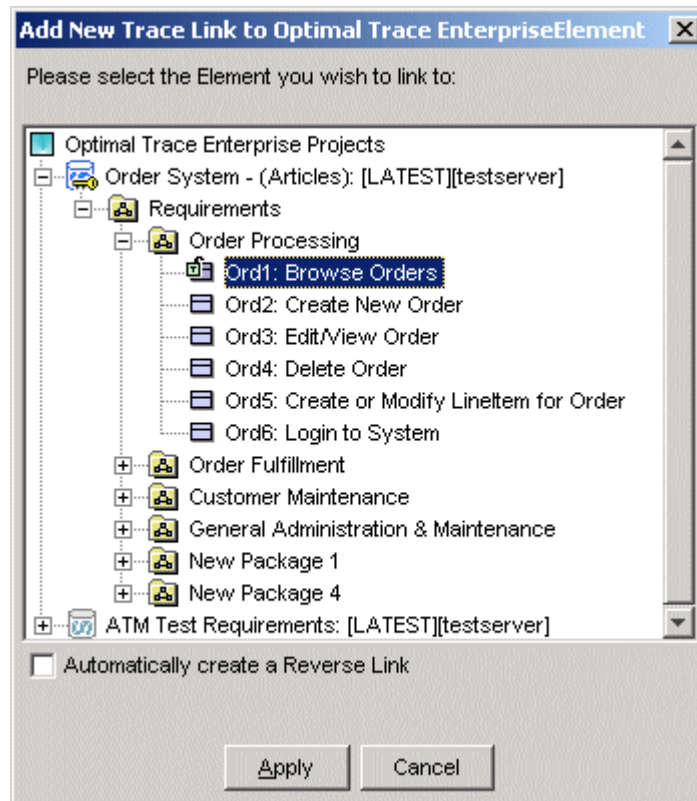 Add New Trace Link to Optimal Trace EnterpriseElement
Please select the Element you wish to link to:
Optimal Trace Enterprise Projects
Order System - (Articles): [LATEST][testserver]
Requirements
Order Processing
Ord1: Browse Orders
Ord2: Create New Order
Ord3: Edit/View Order
Ord4: Delete Order
Ord5: Create or Modify LineItem for Order
Ord6: Login to System
Order Fulfillment
Customer Maintenance
General Administration & Maintenance
New Package 1
New Package 4
ATM Test Requirements: [LATEST][testserver]
Automatically create a Reverse Link
Apply Cancel